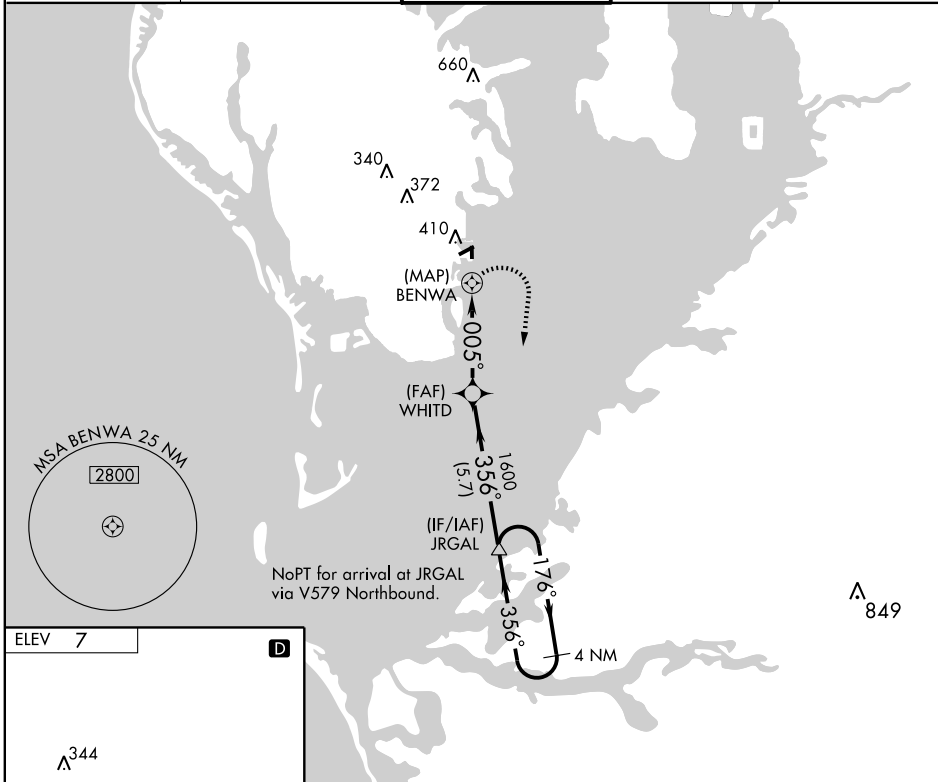 660
340
372
410
(MAP)
BENWA
005°
(FAF)
WHITD
MSA BENWA 25 NM
2800
1600
356°
(5.7)
(IF/IAF)
JRGAL
NoPT for arrival at JRGAL
via V579 Northbound.
176°
356°
4 NM
849
ELEV 7
D
344